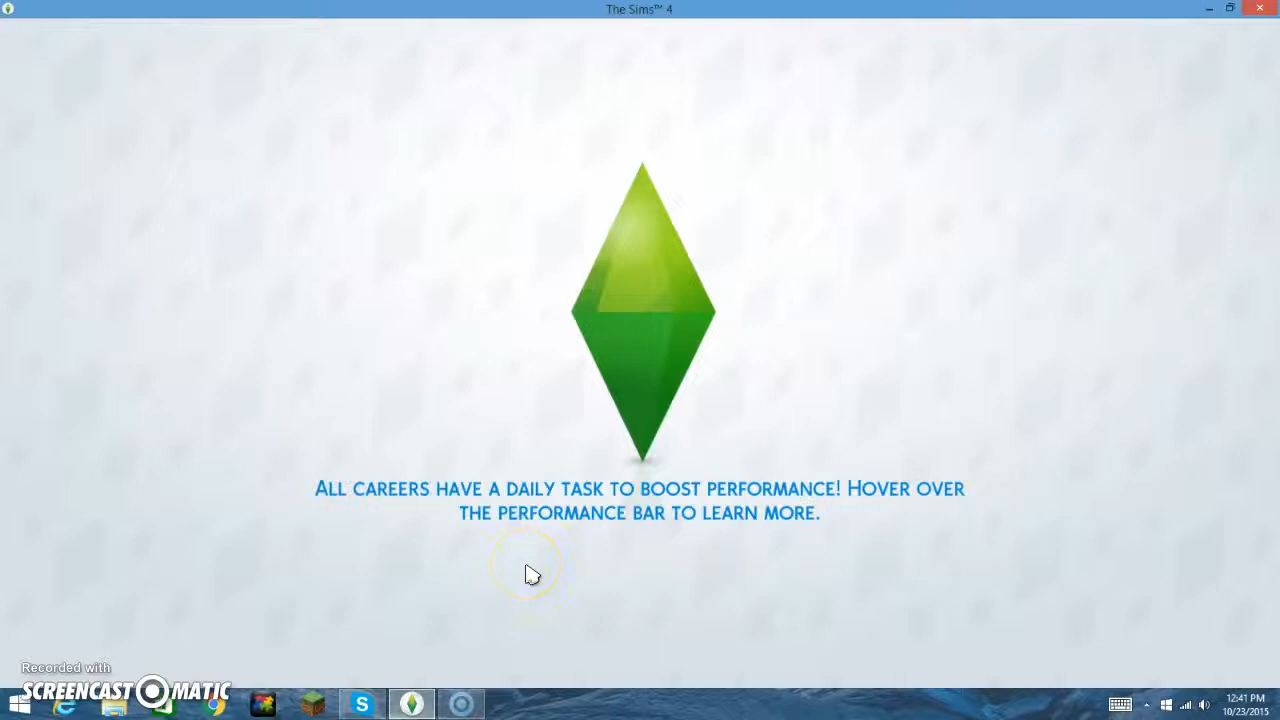 The Sims™ 4
ALL CAREERS HAVE A DAILY TASK TO BOOST PERFORMANCE! HOVER OVER
THE PERFORMANCE BAR TO LEARN MORE.
Recorded with
SCREENCAST MATIC
12:41 PM
10/23/2015